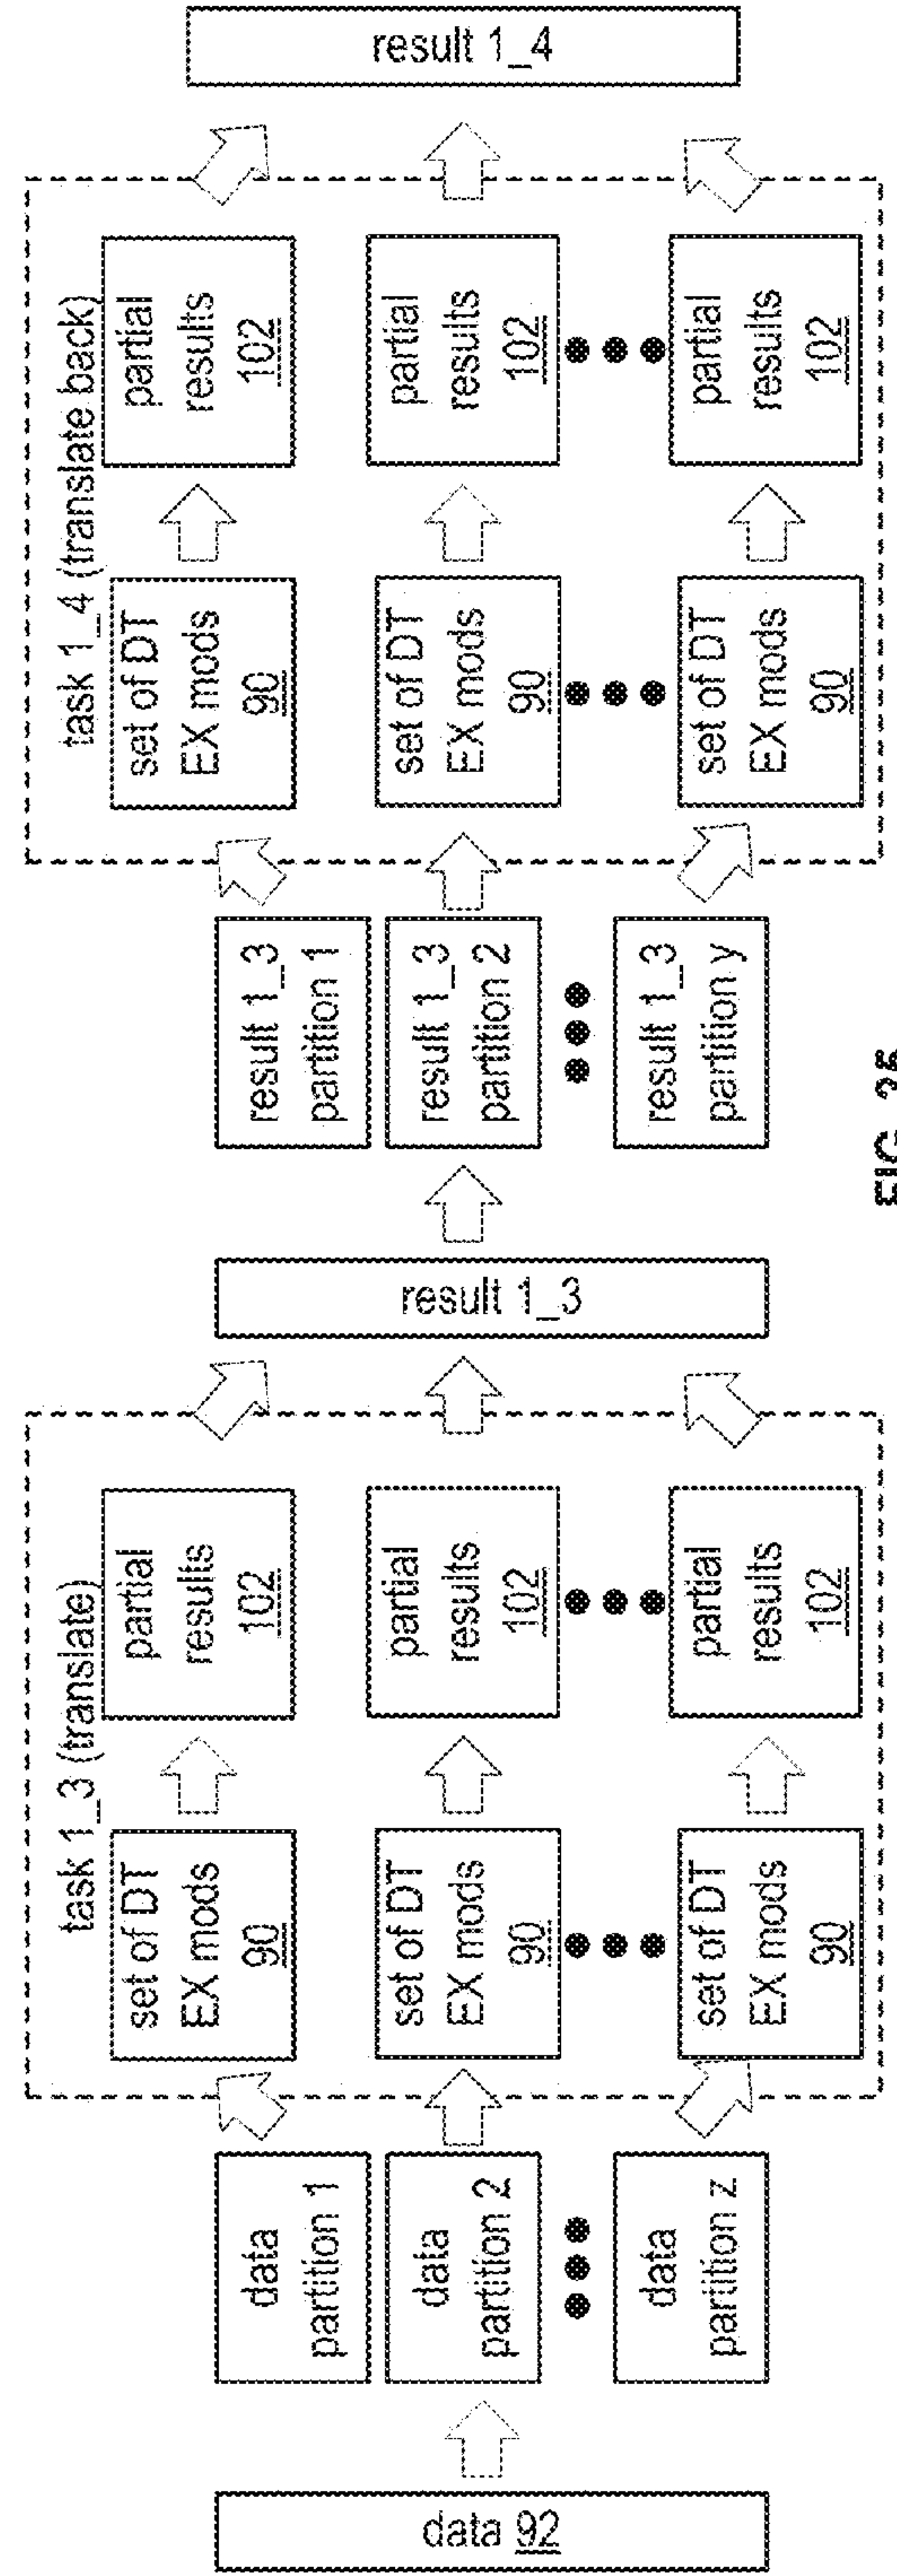 data 92
data
partition 1
data
partition 2
data
partition z
task 1_3 (translate)
set of DT
EX mods
90
partial
results
102
set of DT
EX mods
90
partial
results
102
set of DT
EX mods
90
partial
results
102
result 1_3
result 1_3
partition 1
result 1_3
partition 2
result 1_3
partition y
task 1_4 (translate back)
set of DT
EX mods
90
partial
results
102
set of DT
EX mods
90
partial
results
102
set of DT
EX mods
90
partial
results
102
result 1_4
FIG.